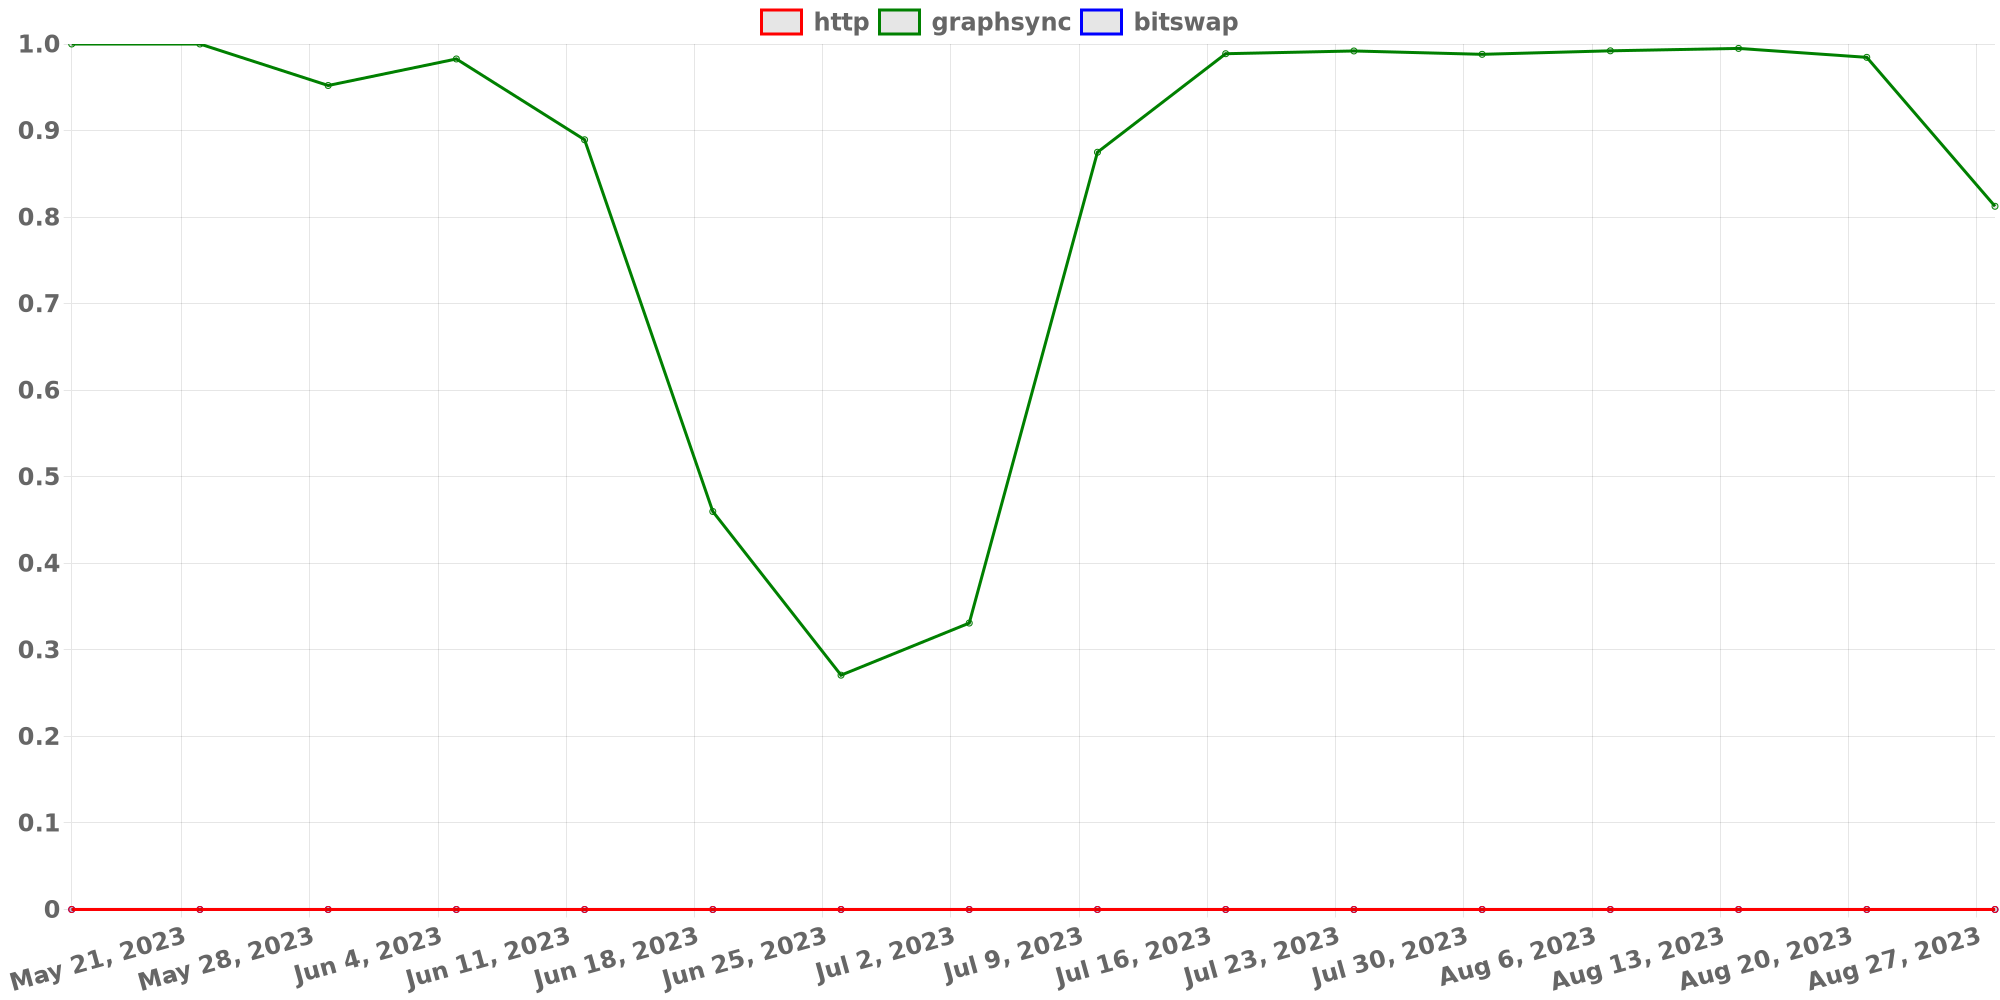 http graphsync bitswap
1.0
0.9
0.8
0.7
0.6
0.5
0.4
0.3
0.2
0.1
0
May 21, 2023
May 28, 2023
Jun 4, 2023
Jun 11, 2023
Jun 18, 2023
Jun 25, 2023
Jul 2, 2023
Jul 9, 2023
Jul 16, 2023
Jul 23, 2023
Jul 30, 2023
Aug 6, 2023
Aug 13, 2023
Aug 20, 2023
Aug 27, 2023